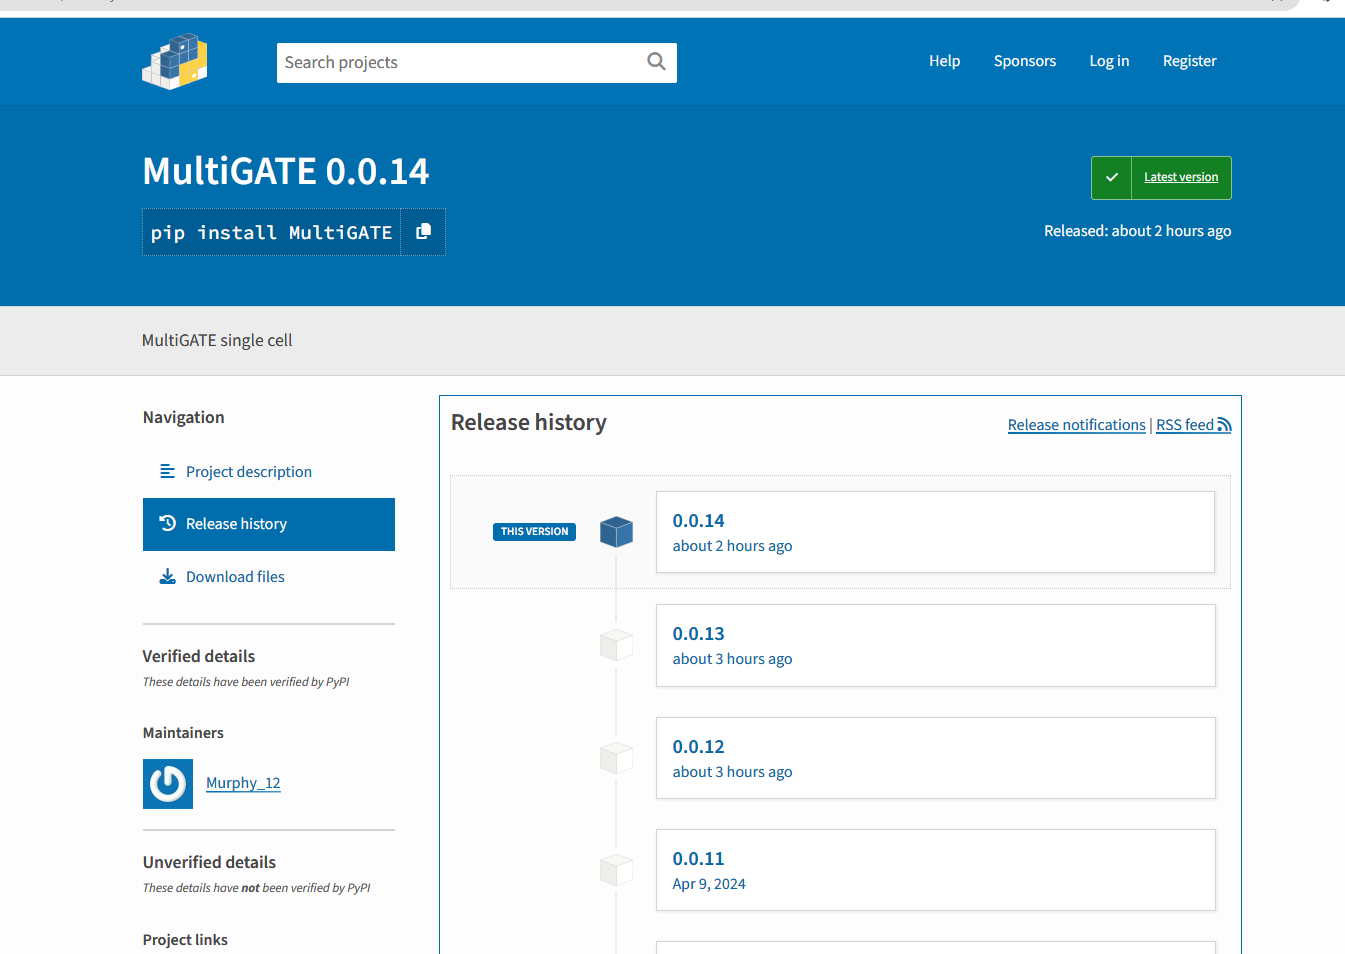 Search projects
Help
Sponsors
Log in
Register
MultiGATE 0.0.14
pip install MultiGATE
Latest version
Released: about 2 hours ago
MultiGATE single cell
Navigation
Project description
Release history
Download files
Verified details
These details have been verified by PyPI
Maintainers
Murphy_12
Unverified details
These details have not been verified by PyPI
Project links
Release history
Release notifications | RSS feed
THIS VERSION
0.0.14
about 2 hours ago
0.0.13
about 3 hours ago
0.0.12
about 3 hours ago
0.0.11
Apr 9, 2024